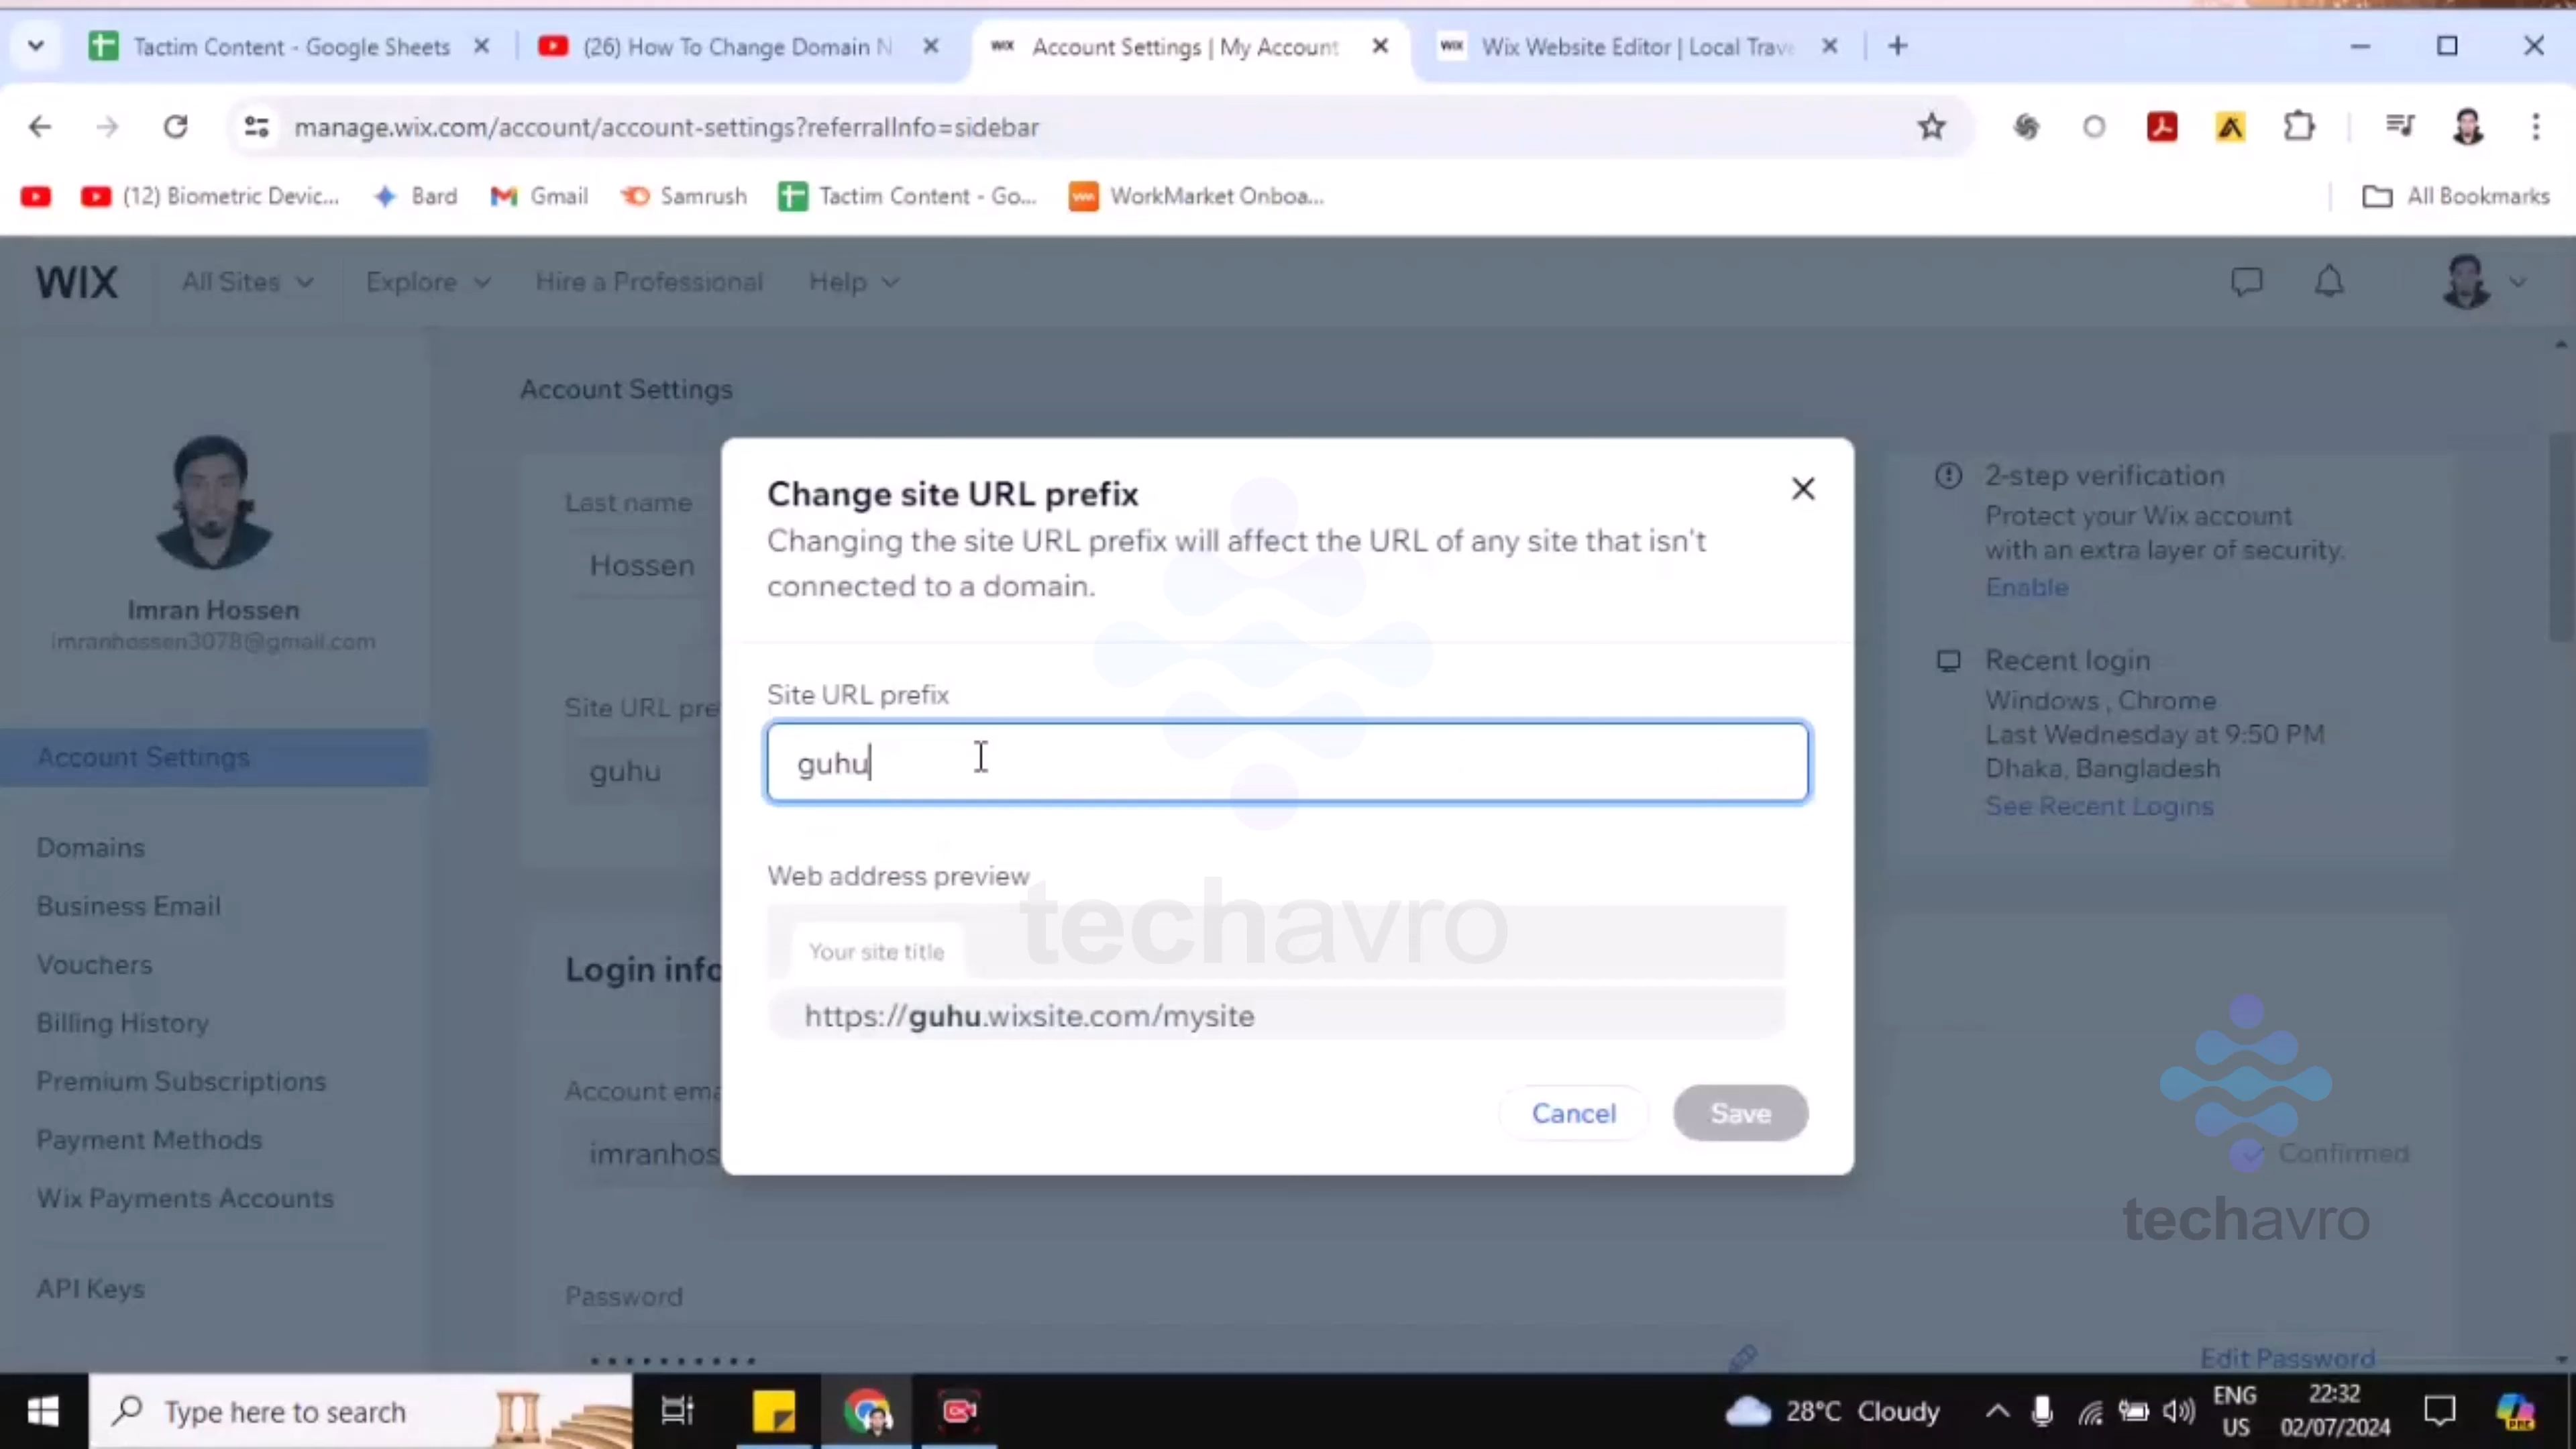 Tactim Content - Google Sheets
(26) How To Change Domain N
WIX Account Settings | My Account
WIX Wix Website Editor | Local Trave
manage.wix.com/account/account-settings?referralInfo=sidebar
(12) Biometric Devic...
Bard
Gmail
Samrush
Tactim Content - Go...
WorkMarket Onboa...
All Bookmarks
WIX
All Sites
Explore
Hire a Professional
Help
Imran Hossen
imranhossen3078@gmail.com
Account Settings
Domains
Business Email
Vouchers
Billing History
Premium Subscriptions
Payment Methods
Wix Payments Accounts
API Keys
Account Settings
Last name
Hossen
Site URL pre
guhu
Login info
Account ema
imranhos
Password
Edit Password
Change site URL prefix
Changing the site URL prefix will affect the URL of any site that isn't
connected to a domain.
Site URL prefix
guhu
Web address preview
Your site title
https://guhu.wixsite.com/mysite
Cancel
Save
techavro
2-step verification
Protect your Wix account
with an extra layer of security.
Enable
Recent login
Windows , Chrome
Last Wednesday at 9:50 PM
Dhaka, Bangladesh
See Recent Logins
Confirmed
techavro
Type here to search
28°C Cloudy
ENG
US
22:32
02/07/2024